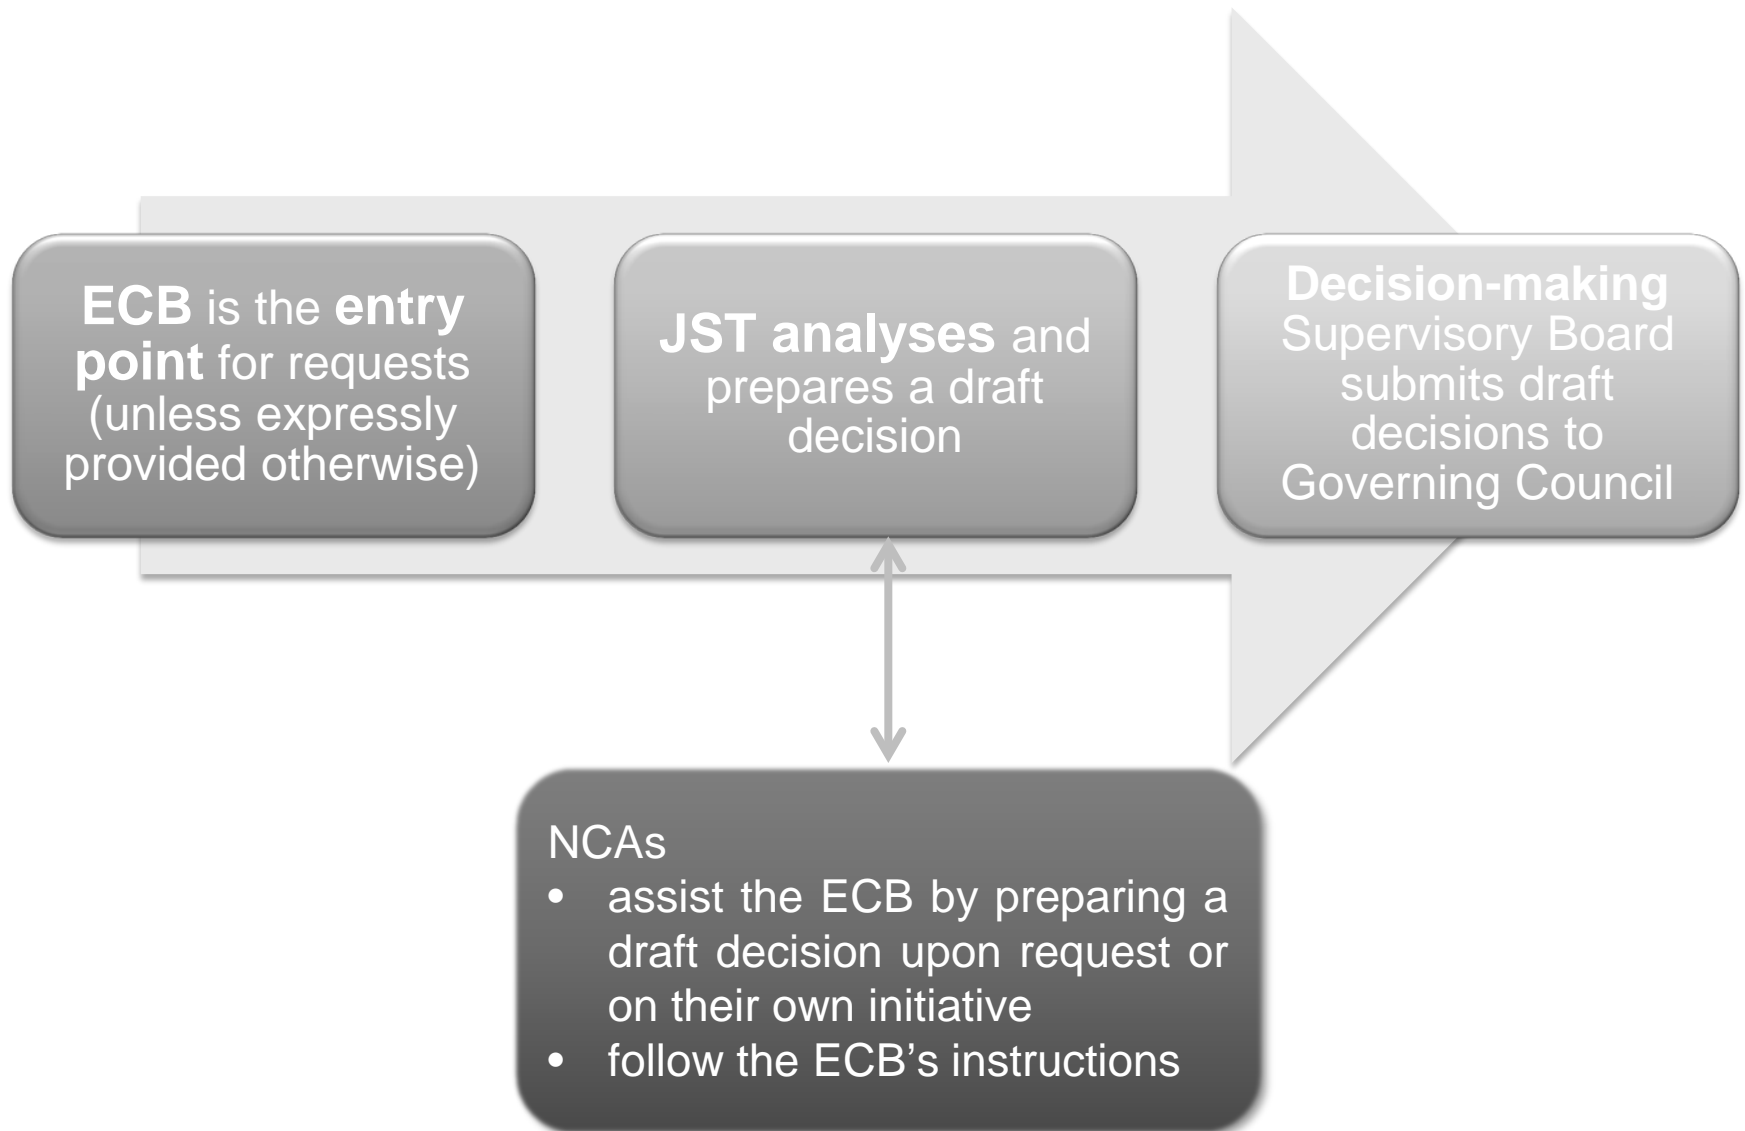 ECB is the entry
point for requests
(unless expressly
provided otherwise)
JST analyses and
prepares a draft
decision
Decision-making
Supervisory Board
submits draft
decisions to
Governing Council
NCAs
• assist the ECB by preparing a
draft decision upon request or
on their own initiative
• follow the ECB’s instructions